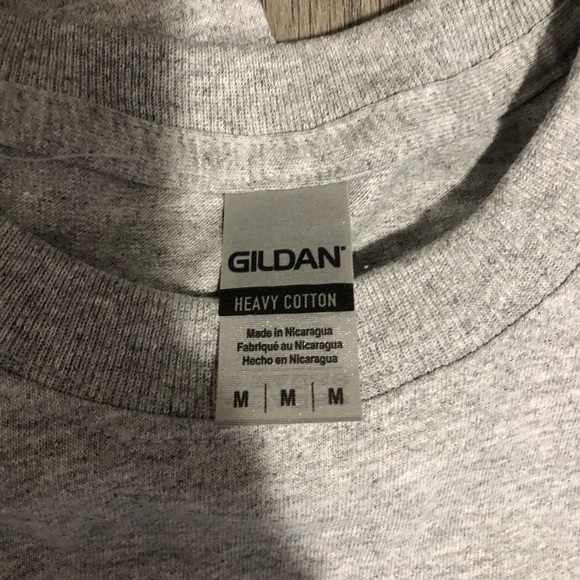 GILDAN
HEAVY COTTON
Made in Nicaragua
Fabriqué au Nicaragua
Hecho en Nicaragua
M | M | M